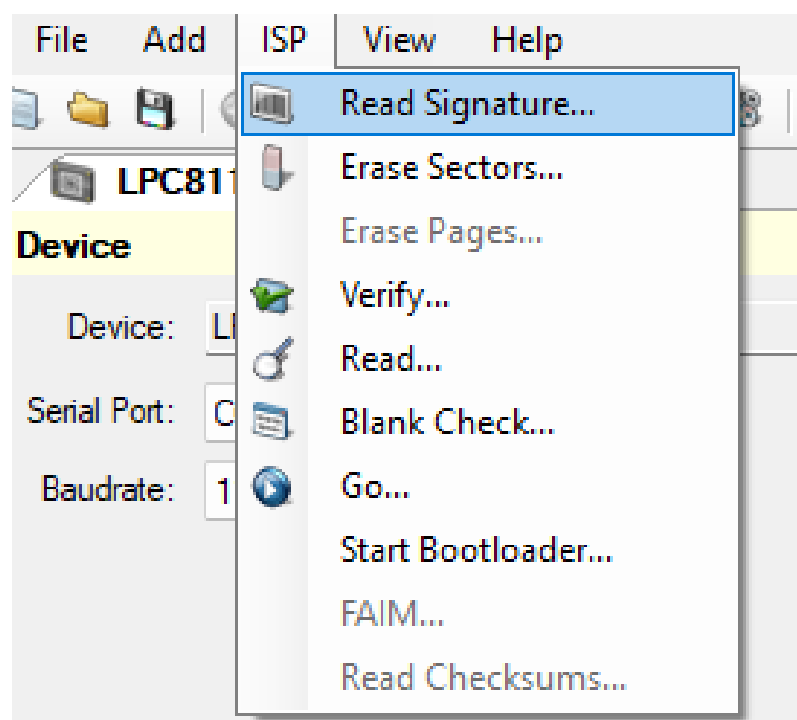 File Add ISP View Help
Read Signature...
Erase Sectors...
LPC811
Erase Pages...
Device
Verify...
Device:
Read...
Serial Port:
Blank Check...
Baudrate: 1
Go...
Start Bootloader...
FAIM...
Read Checksums...